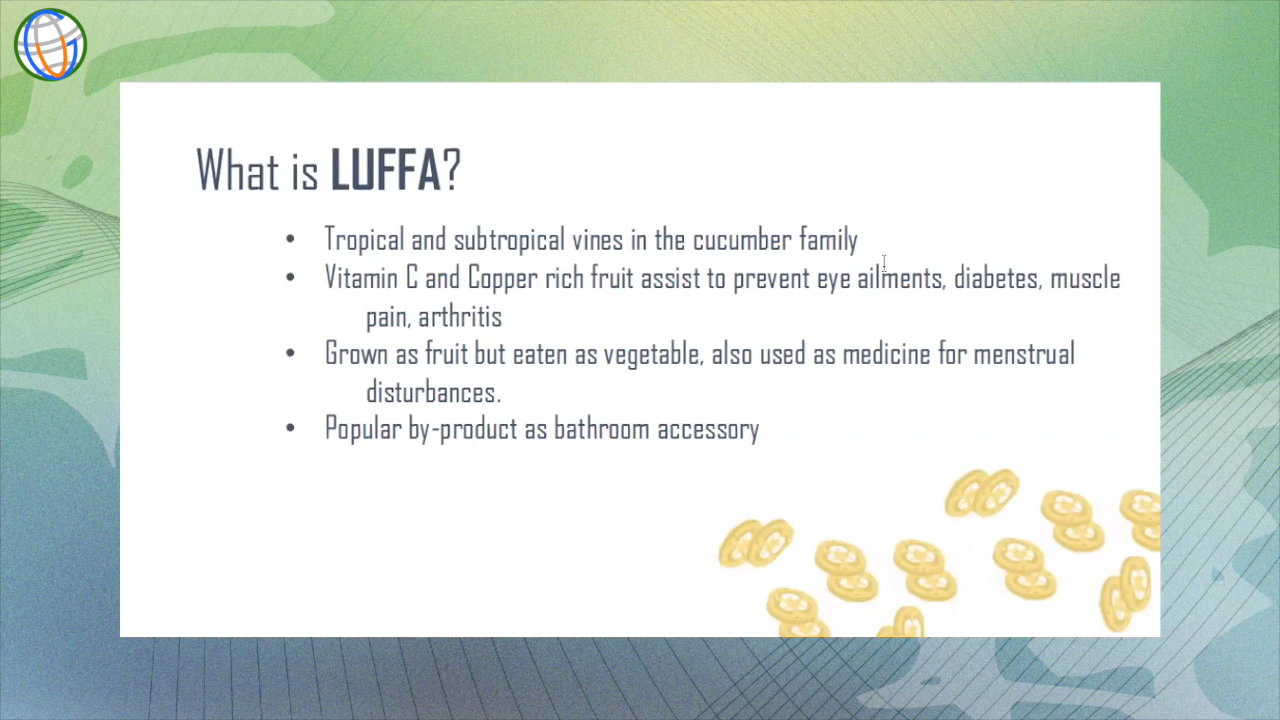 What is LUFFA?
• Tropical and subtropical vines in the cucumber family
• Vitamin C and Copper rich fruit assist to prevent eye ailments, diabetes, muscle
pain, arthritis
• Grown as fruit but eaten as vegetable, also used as medicine for menstrual
disturbances.
• Popular by-product as bathroom accessory